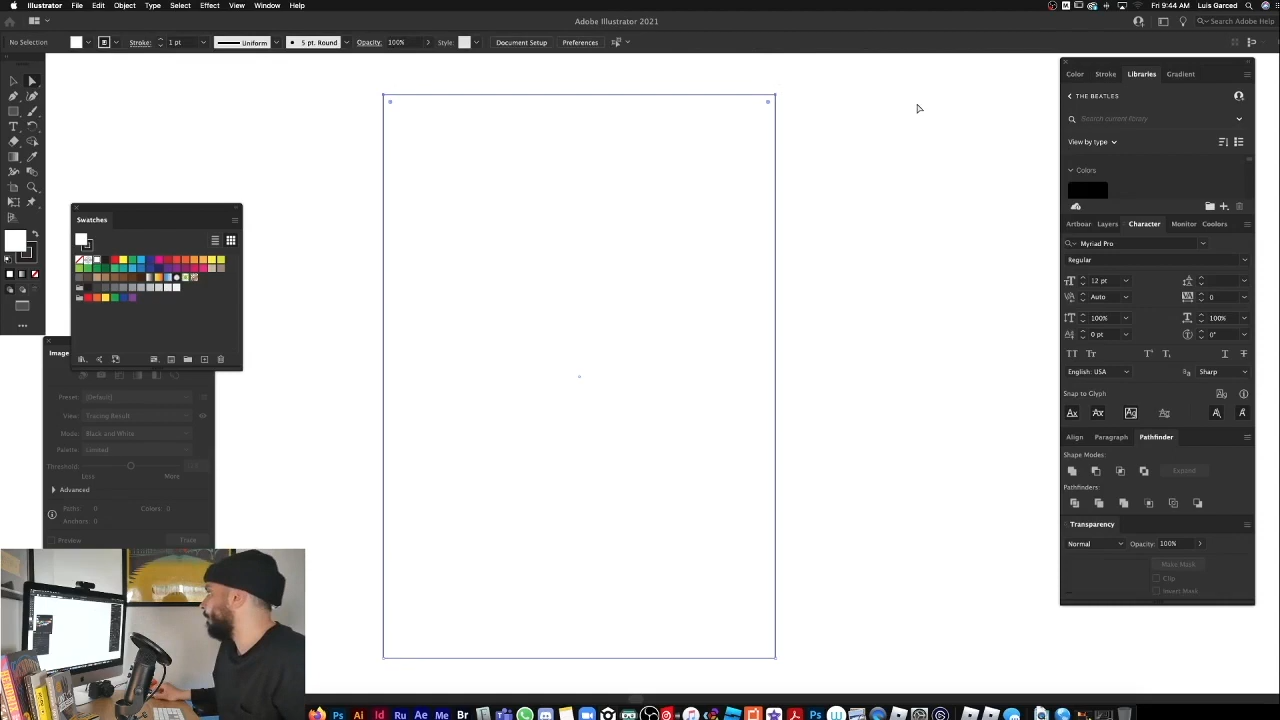 Illustrator File Edit Object Type Select Effect View Window Help Fri 9:44 AM Luis Garced
Adobe Illustrator 2021 Search Adobe Help
No Selection Stroke: 1 pt Uniform 5 pt. Round Opacity: 100% Style: Document Setup Preferences
Color Stroke Libraries Gradient
THE BEATLES
Search current library
View by type
Colors
Swatches
Artboar Layers Character Monitor Coolors
Myriad Pro
Regular
12 pt
Auto 0
100% 100%
0 pt 0°
English: USA Sharp
Snap to Glyph
Align Paragraph Pathfinder
Shape Modes:
Expand
Pathfinders:
Transparency
Normal Opacity: 100%
Make Mask
Clip
Invert Mask
Image
Preset: [Default]
View: Tracing Result
Mode: Black and White
Palette: Limited
Threshold:
Less More
Advanced
Paths: 0 Colors: 0
Anchors: 0
Preview Trace